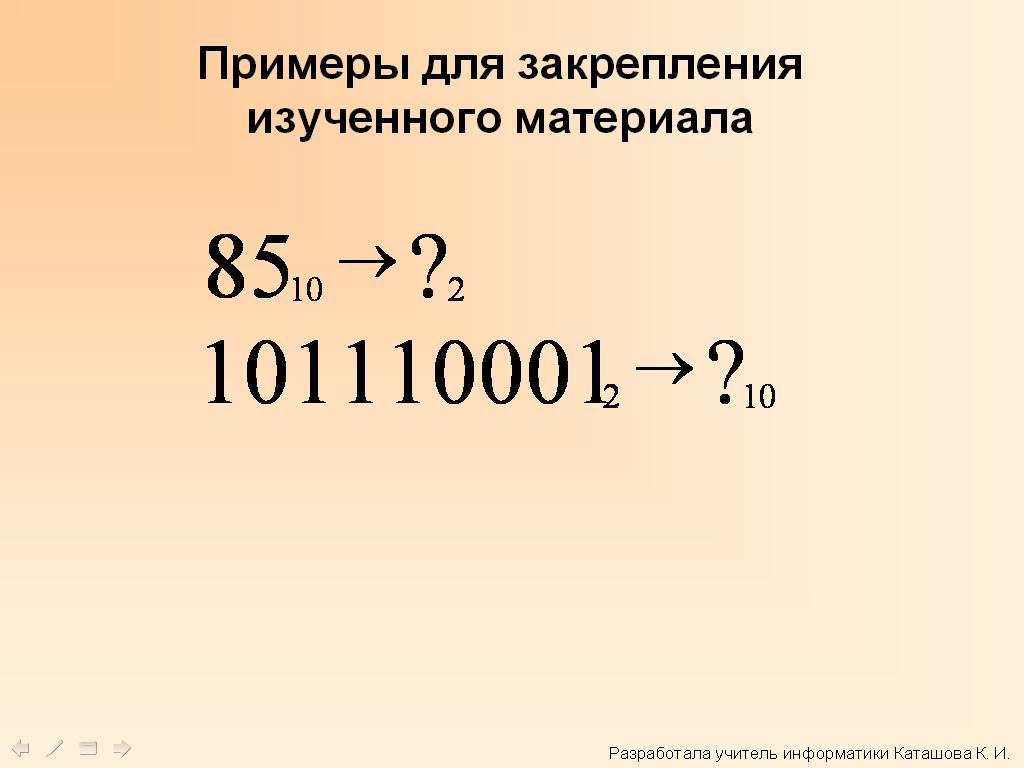 Примеры для закрепления
изученного материала
85₁₀ → ?₂
101110001₂ → ?₁₀
Разработала учитель информатики Каташова К. И.